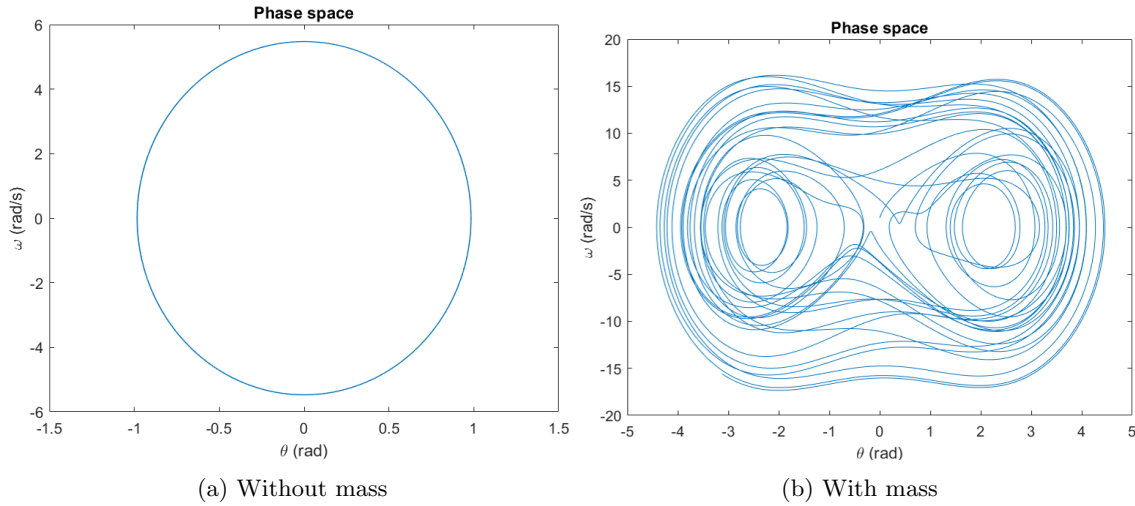 Phase space
6
4
2
0
-2
-4
-6
ω (rad/s)
-1.5 -1 -0.5 0 0.5 1 1.5
θ (rad)
(a) Without mass
Phase space
20
15
10
5
0
-5
-10
-15
-20
ω (rad/s)
-5 -4 -3 -2 -1 0 1 2 3 4 5
θ (rad)
(b) With mass